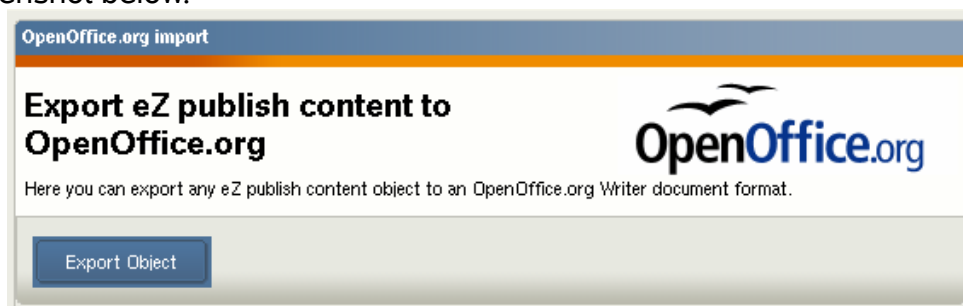 OpenOffice.org import
Export eZ publish content to
OpenOffice.org
OpenOffice.org
Here you can export any eZ publish content object to an OpenOffice.org Writer document format.
Export Object